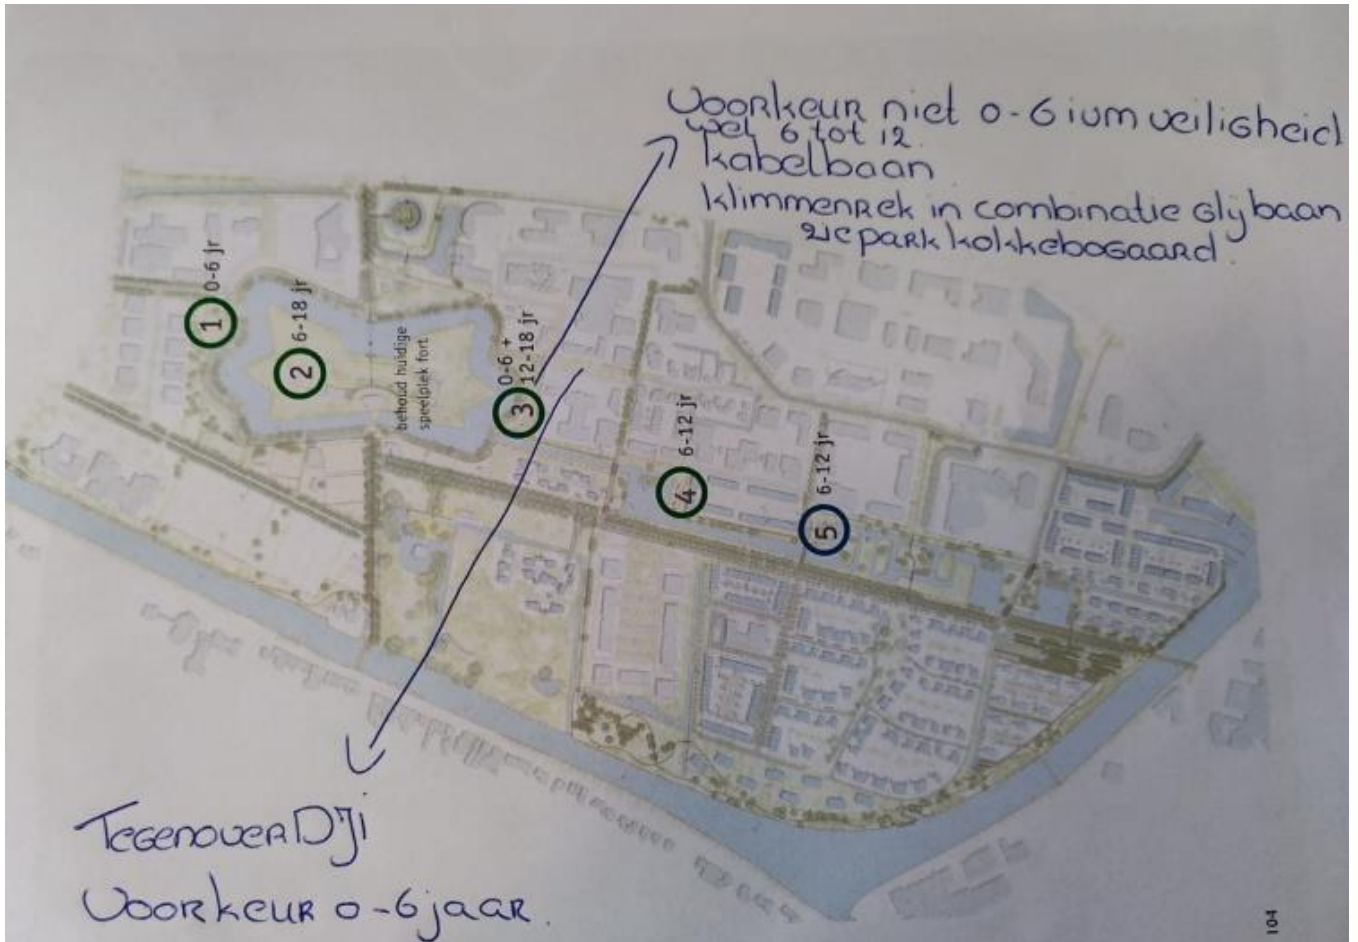 Voorkeur niet 0-6 ivm veiligheid
wel 6 tot 12.
kabelbaan
klimmenrek in combinatie glijbaan
zie park kokkebogaard.
1
0-6 jr
2
6-18 jr
behoud huidige
speelplek fort
3
0-6 +
12-18 jr
4
6-12 jr
5
6-12 jr
Tegenover DJI
Voorkeur 0-6 jaar.
104